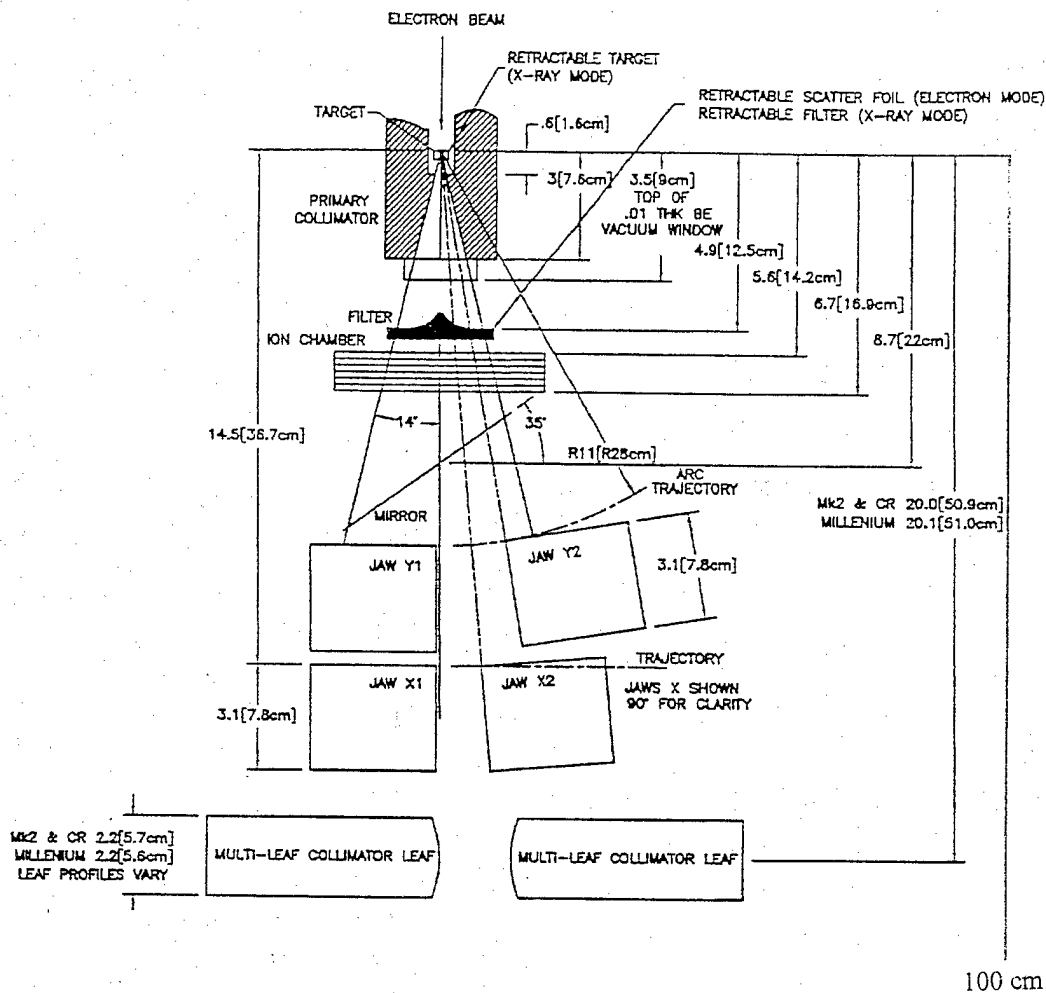 ELECTRON BEAM
RETRACTABLE TARGET
(X-RAY MODE)
RETRACTABLE SCATTER FOIL (ELECTRON MODE)
RETRACTABLE FILTER (X-RAY MODE)
TARGET
.6[1.6cm]
3[7.6cm]
3.5[9cm]
TOP OF
.01 THK BE
VACUUM WINDOW
PRIMARY
COLLIMATOR
4.9[12.5cm]
5.6[14.2cm]
6.7[16.9cm]
8.7[22cm]
FILTER
ION CHAMBER
14.5[36.7cm]
14°
35°
R11[R28cm]
ARC
TRAJECTORY
MIRROR
Mk2 & CR 20.0[50.9cm]
MILLENIUM 20.1[51.0cm]
JAW Y1
JAW Y2
3.1[7.8cm]
JAW X1
JAW X2
TRAJECTORY
JAWS X SHOWN
90° FOR CLARITY
3.1[7.8cm]
Mk2 & CR 2.2[5.7cm]
MILLENIUM 2.2[5.6cm]
LEAF PROFILES VARY
MULTI-LEAF COLLIMATOR LEAF
MULTI-LEAF COLLIMATOR LEAF
100 cm